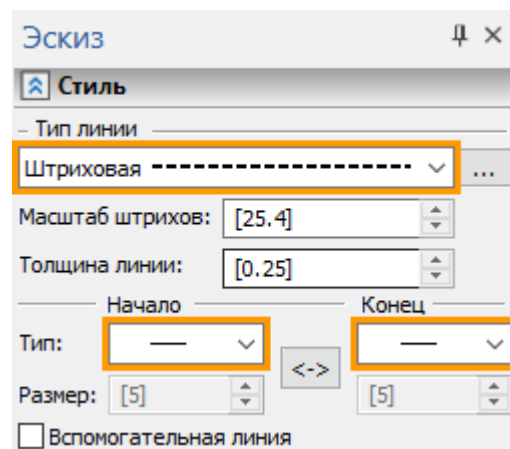 Эскиз
Стиль
Тип линии
Штриховая ...
Масштаб штрихов: [25.4]
Толщина линии: [0.25]
Начало Конец
Тип: <->
Размер: [5] [5]
Вспомогательная линия